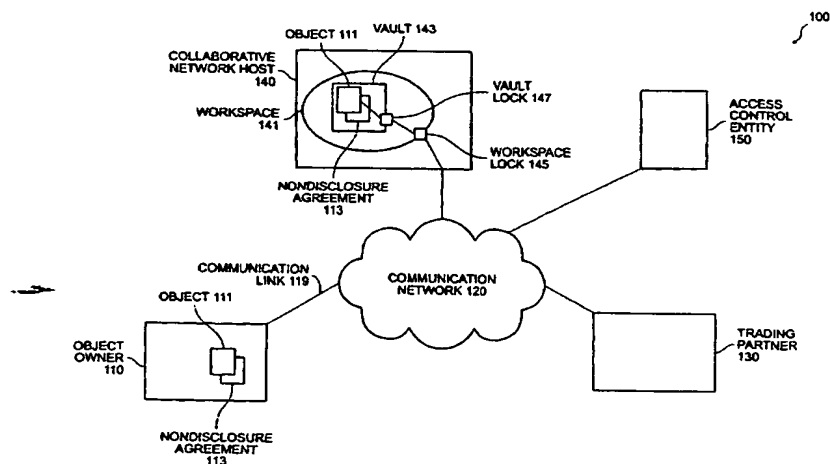 100
OBJECT 111
VAULT 143
COLLABORATIVE
NETWORK HOST
140
WORKSPACE
141
VAULT
LOCK 147
WORKSPACE
LOCK 145
NONDISCLOSURE
AGREEMENT
113
ACCESS
CONTROL
ENTITY
150
COMMUNICATION
LINK 119
COMMUNICATION
NETWORK 120
OBJECT 111
OBJECT
OWNER
110
NONDISCLOSURE
AGREEMENT
113
TRADING
PARTNER
130